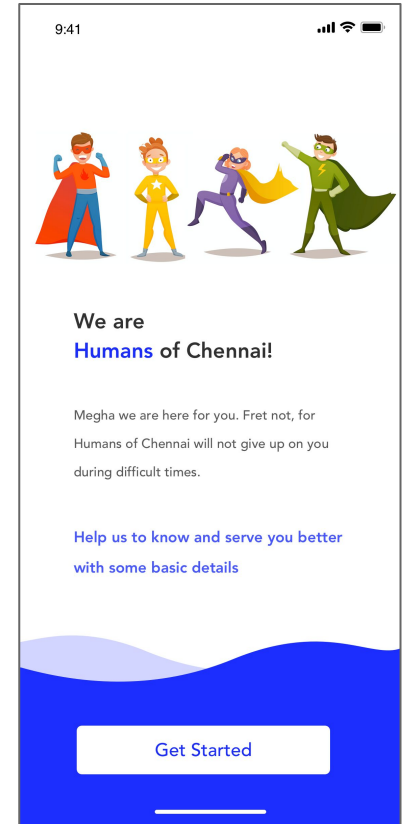 9:41
We are
Humans of Chennai!
Megha we are here for you. Fret not, for
Humans of Chennai will not give up on you
during difficult times.
Help us to know and serve you better
with some basic details
Get Started